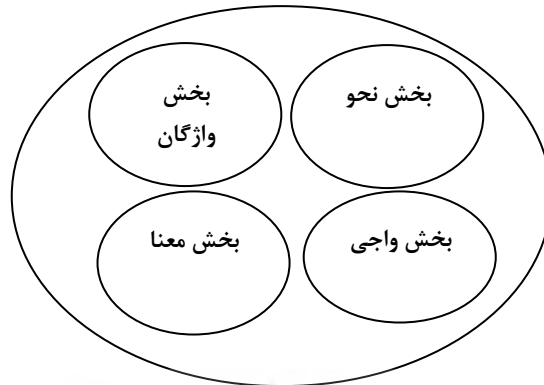 بخش نحو
بخش
واژگان
بخش واجی
بخش معنا